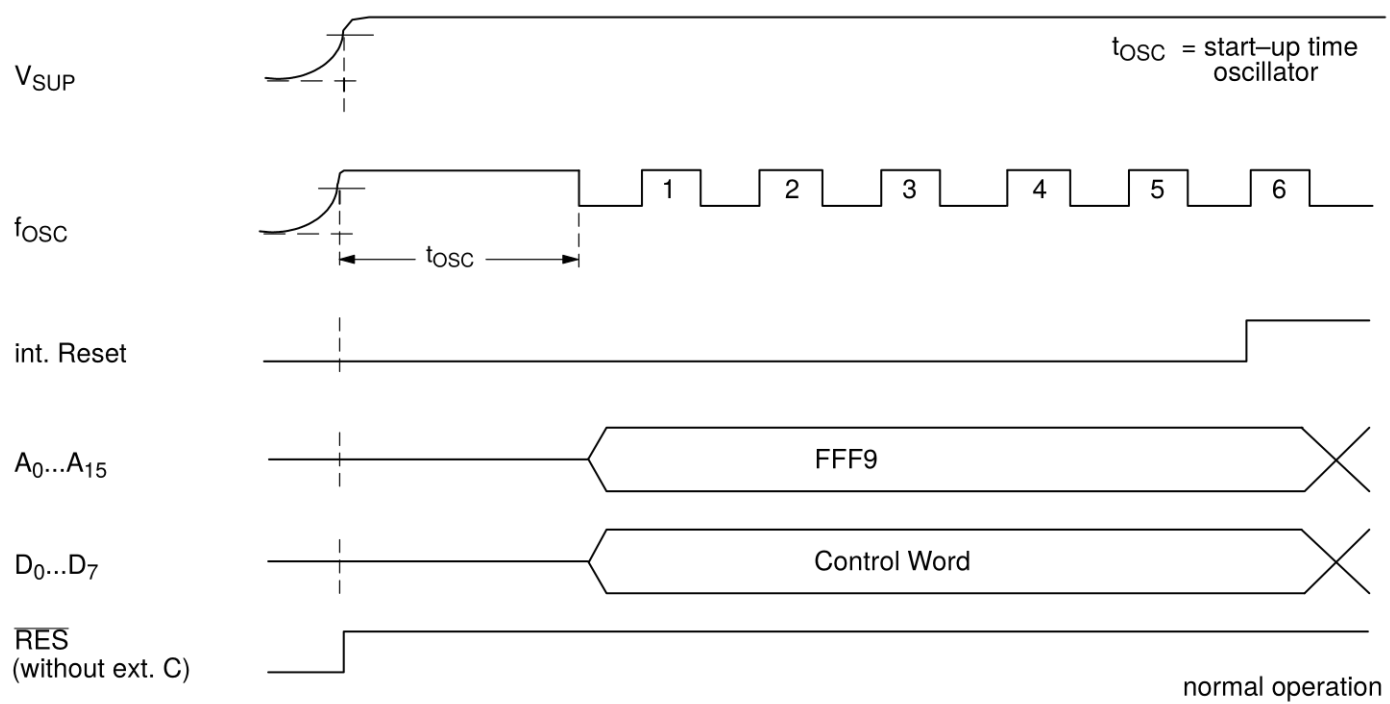 V_SUP
t_OSC = start–up time
oscillator
f_OSC
1 2 3 4 5 6
t_OSC
int. Reset
A_0...A_15
FFF9
D_0...D_7
Control Word
R̅E̅S̅
(without ext. C)
normal operation